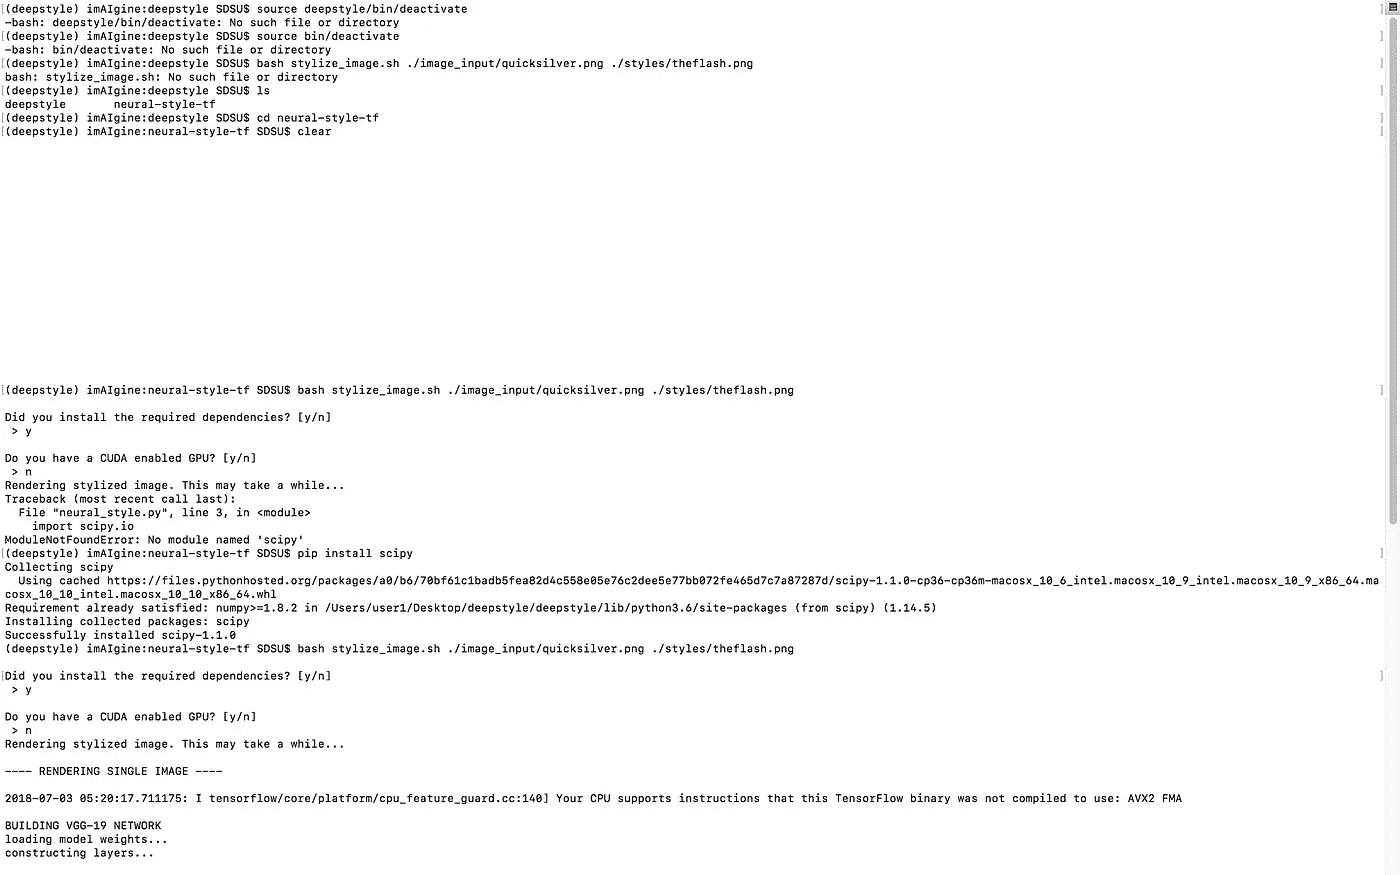 [(deepstyle) imAIgine:deepstyle SDSU$ source deepstyle/bin/deactivate ]
-bash: deepstyle/bin/deactivate: No such file or directory
[(deepstyle) imAIgine:deepstyle SDSU$ source bin/deactivate ]
-bash: bin/deactivate: No such file or directory
[(deepstyle) imAIgine:deepstyle SDSU$ bash stylize_image.sh ./image_input/quicksilver.png ./styles/theflash.png ]
bash: stylize_image.sh: No such file or directory
[(deepstyle) imAIgine:deepstyle SDSU$ ls ]
deepstyle neural-style-tf
[(deepstyle) imAIgine:deepstyle SDSU$ cd neural-style-tf ]
[(deepstyle) imAIgine:neural-style-tf SDSU$ clear ]
[(deepstyle) imAIgine:neural-style-tf SDSU$ bash stylize_image.sh ./image_input/quicksilver.png ./styles/theflash.png ]
Did you install the required dependencies? [y/n]
> y
Do you have a CUDA enabled GPU? [y/n]
> n
Rendering stylized image. This may take a while...
Traceback (most recent call last):
File "neural_style.py", line 3, in <module>
import scipy.io
ModuleNotFoundError: No module named 'scipy'
[(deepstyle) imAIgine:neural-style-tf SDSU$ pip install scipy ]
Collecting scipy
Using cached https://files.pythonhosted.org/packages/a0/b6/70bf61c1badb5fea82d4c558e05e76c2dee5e77bb072fe465d7c7a87287d/scipy-1.1.0-cp36-cp36m-macosx_10_6_intel.macosx_10_9_intel.macosx_10_9_x86_64.ma
cosx_10_10_intel.macosx_10_10_x86_64.whl
Requirement already satisfied: numpy>=1.8.2 in /Users/user1/Desktop/deepstyle/deepstyle/lib/python3.6/site-packages (from scipy) (1.14.5)
Installing collected packages: scipy
Successfully installed scipy-1.1.0
(deepstyle) imAIgine:neural-style-tf SDSU$ bash stylize_image.sh ./image_input/quicksilver.png ./styles/theflash.png
[Did you install the required dependencies? [y/n] ]
> y
Do you have a CUDA enabled GPU? [y/n]
> n
Rendering stylized image. This may take a while...
---- RENDERING SINGLE IMAGE ----
2018-07-03 05:20:17.711175: I tensorflow/core/platform/cpu_feature_guard.cc:140] Your CPU supports instructions that this TensorFlow binary was not compiled to use: AVX2 FMA
BUILDING VGG-19 NETWORK
loading model weights...
constructing layers...